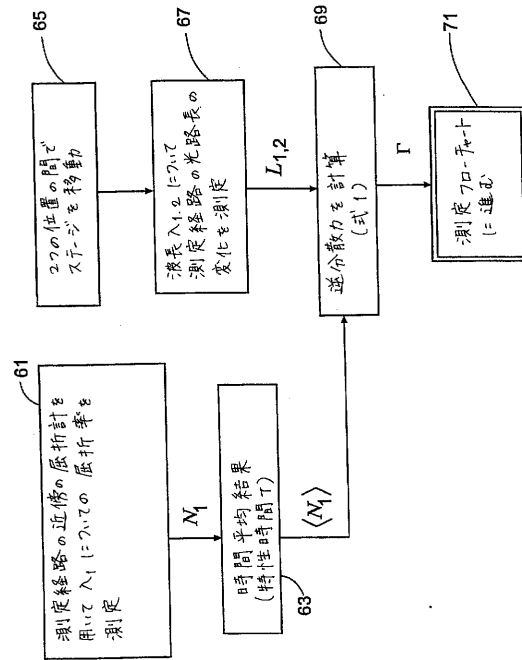 61
測定経路の近傍の屈折計を
用いて λ₁ についての 屈折率を
測定
N₁
時間平均結果
(特性時間T)
63
⟨N₁⟩
65
2つの位置の間で
ステージを移動
67
波長λ1.2 について
測定経路の光路長の
変化を測定
L₁,₂
69
逆分散力を計算
(式1)
Γ
71
測定フローチャート
に進む